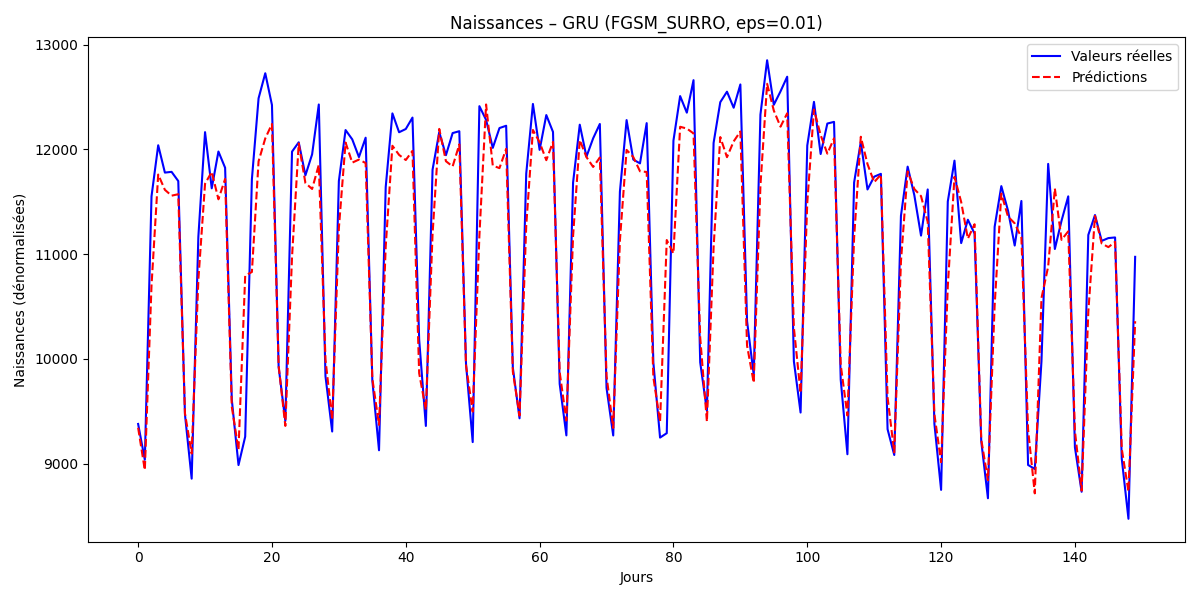 Naissances – GRU (FGSM_SURRO, eps=0.01)
Valeurs réelles
Prédictions
Naissances (dénormalisées)
13000
12000
11000
10000
9000
0 20 40 60 80 100 120 140
Jours